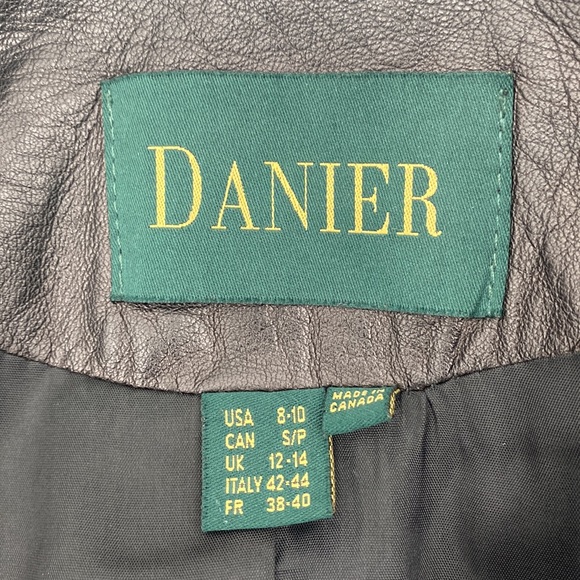 DANIER
USA 8-10
CAN S/P
UK 12-14
ITALY 42-44
FR 38-40
MADE IN
CANADA